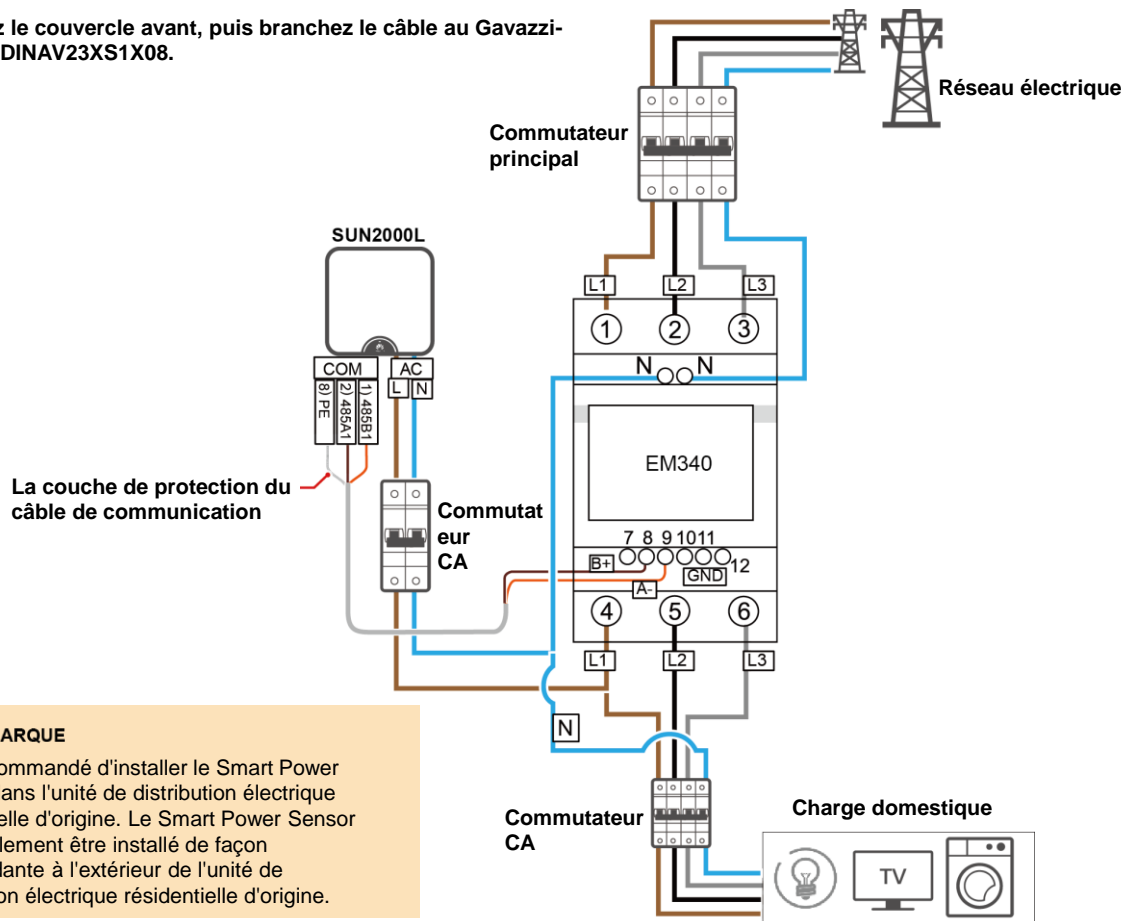 z le couvercle avant, puis branchez le câble au Gavazzi-
DINAV23XS1X08.
Réseau électrique
Commutateur
principal
SUN2000L
L1
L2
L3
1
2
3
COM
AC
N
N
L
N
8) PE
2) 485A1
1) 485B1
EM340
La couche de protection du
câble de communication
Commutat
eur
CA
7 8 9 10 11
12
B+
GND
A-
4
5
6
L1
L2
L3
N
ARQUE
ommandé d'installer le Smart Power
ans l'unité de distribution électrique
elle d'origine. Le Smart Power Sensor
lement être installé de façon
lante à l'extérieur de l'unité de
on électrique résidentielle d'origine.
Commutateur
CA
Charge domestique
TV